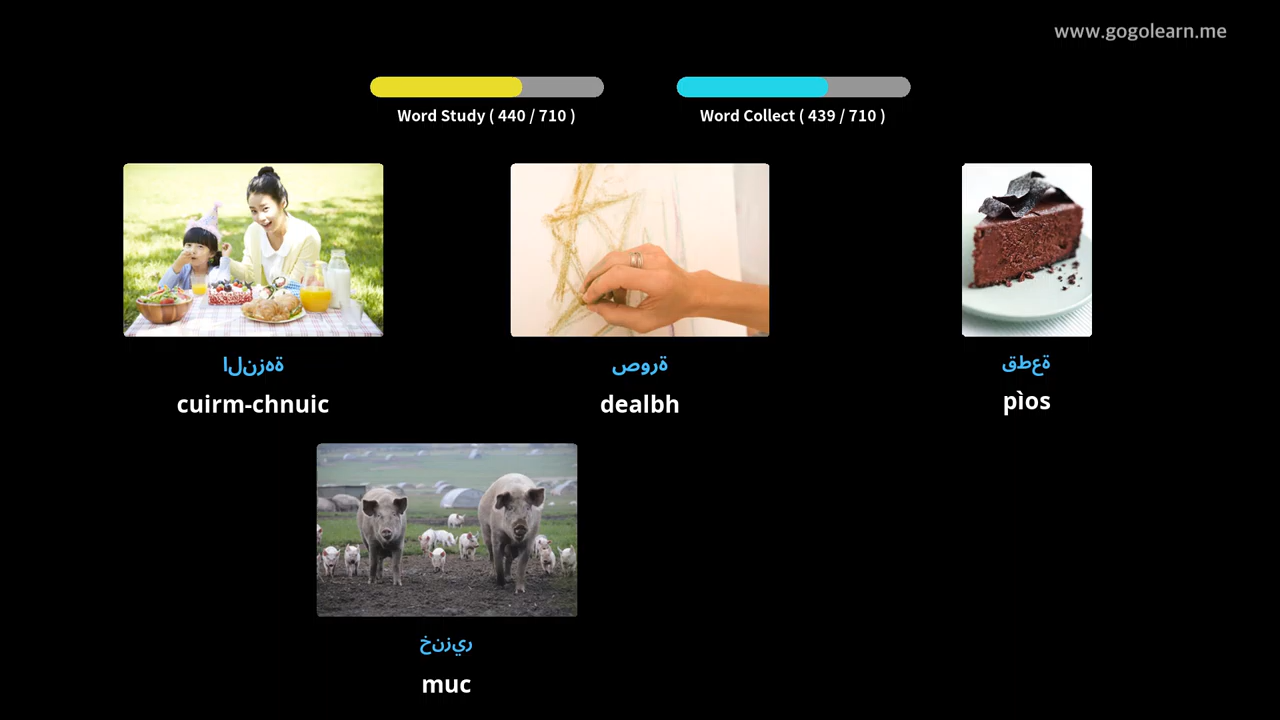 www.gogolearn.me
Word Study ( 440 / 710 )
Word Collect ( 439 / 710 )
النزهة
صورة
قطعة
cuirm-chnuic
dealbh
pìos
خنزير
muc